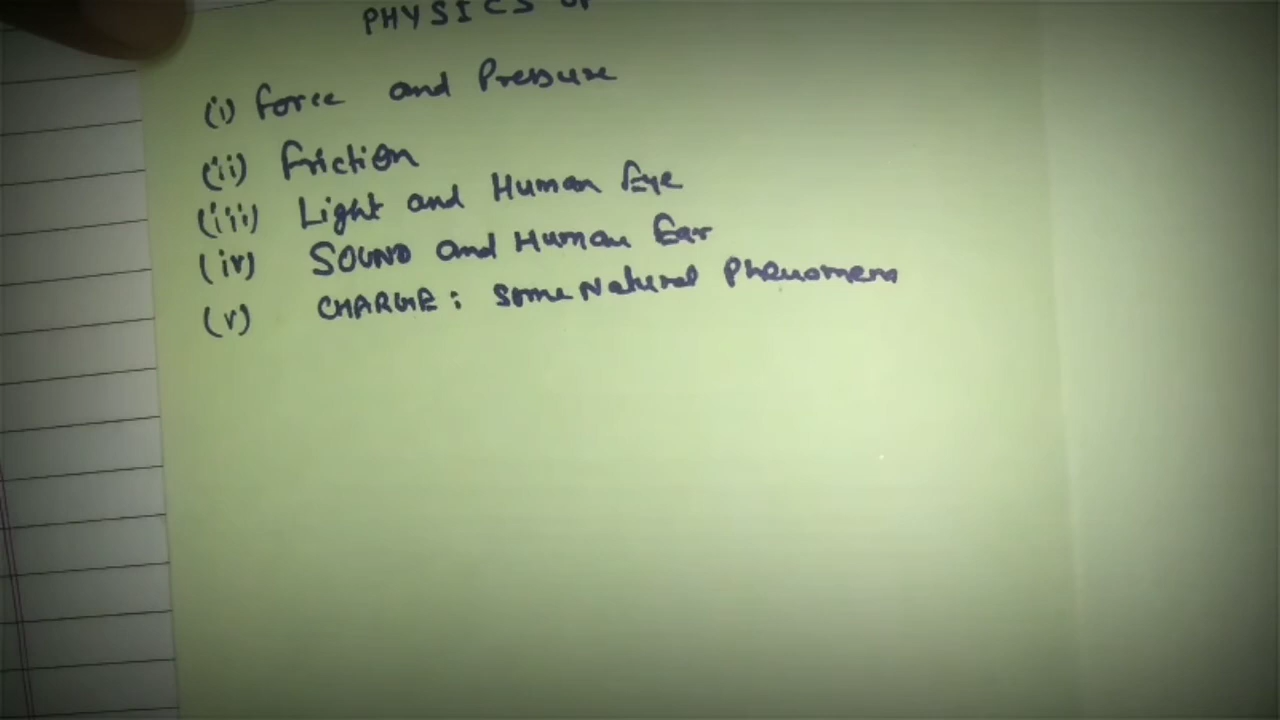 PHYSICS OF
(i) Force and Pressure
(ii) Friction
(iii) Light and Human Eye
(iv) SOUND and Human Ear
(v) CHARGE: Some Natural Phenomena